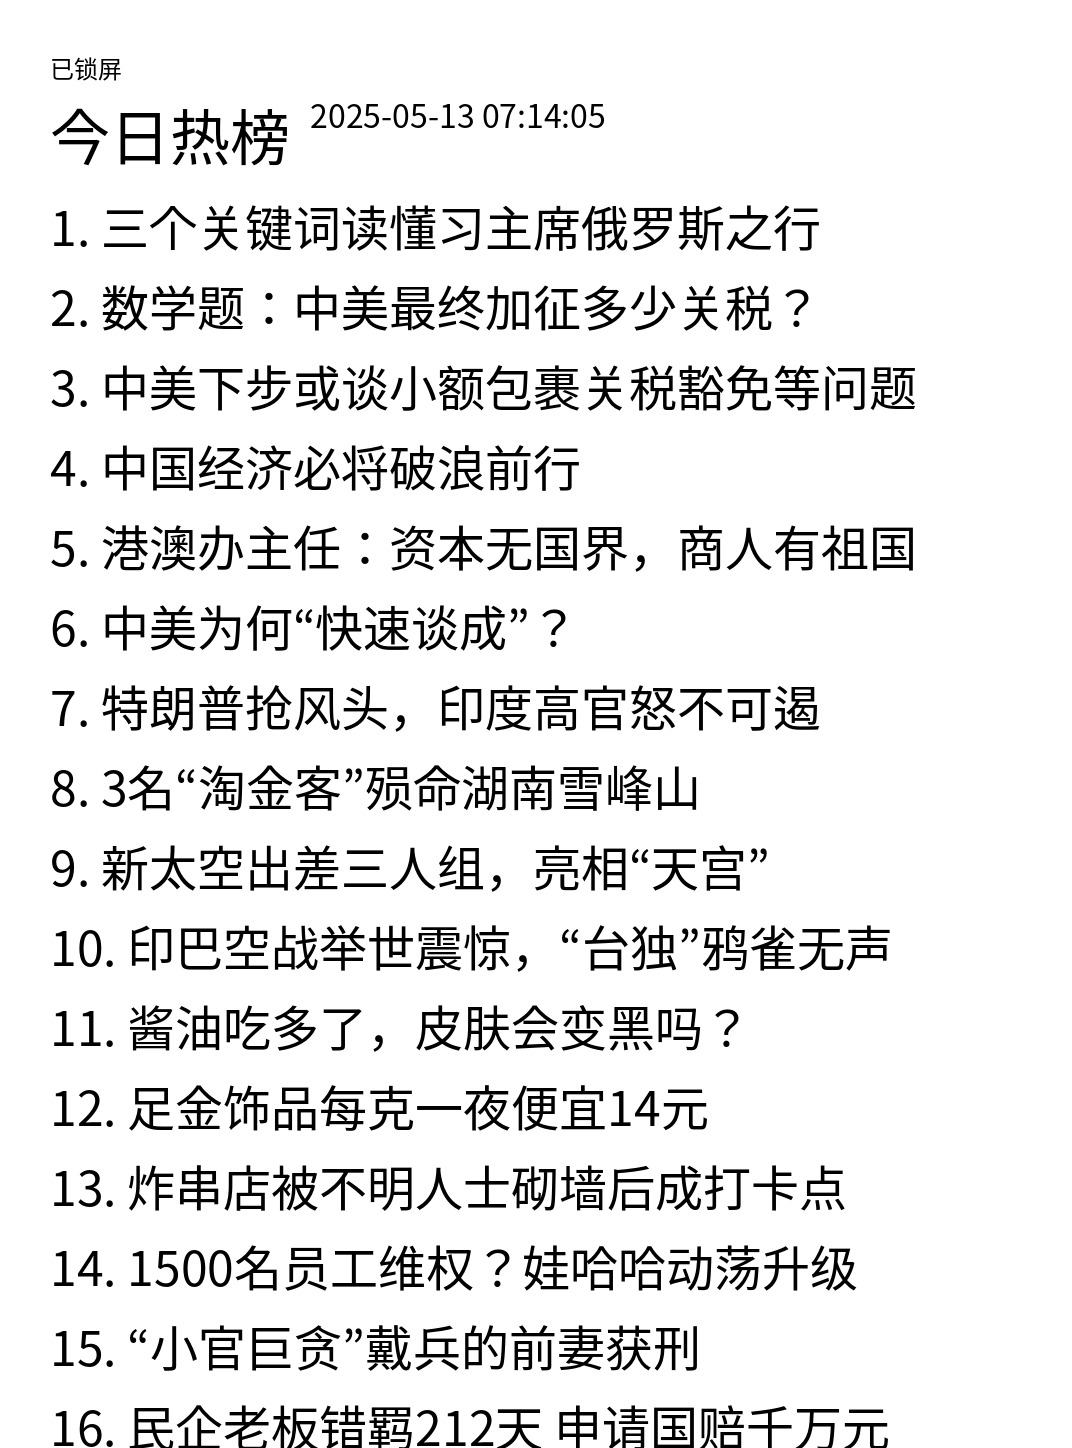 已锁屏
今日热榜 2025-05-13 07:14:05
1. 三个关键词读懂习主席俄罗斯之行
2. 数学题：中美最终加征多少关税？
3. 中美下步或谈小额包裹关税豁免等问题
4. 中国经济必将破浪前行
5. 港澳办主任：资本无国界，商人有祖国
6. 中美为何“快速谈成”？
7. 特朗普抢风头，印度高官怒不可遏
8. 3名“淘金客”殒命湖南雪峰山
9. 新太空出差三人组，亮相“天宫”
10. 印巴空战举世震惊，“台独”鸦雀无声
11. 酱油吃多了，皮肤会变黑吗？
12. 足金饰品每克一夜便宜14元
13. 炸串店被不明人士砌墙后成打卡点
14. 1500名员工维权？娃哈哈动荡升级
15. “小官巨贪”戴兵的前妻获刑
16. 民企老板错羁212天 申请国赔千万元